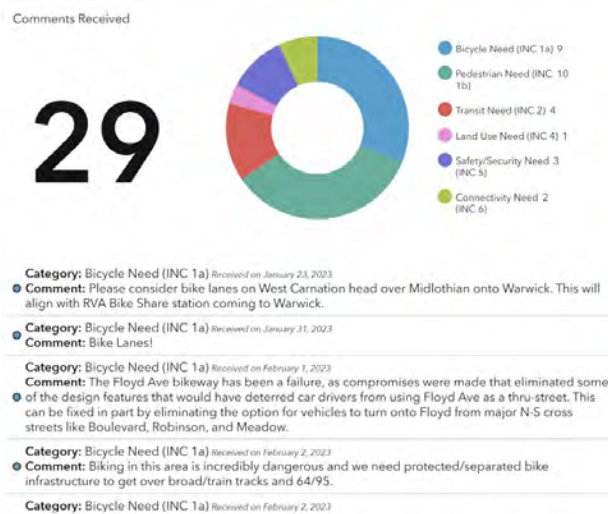 Comments Received
29
Bicycle Need (INC 1a) 9
Pedestrian Need (INC 10
1b)
Transit Need (INC 2) 4
Land Use Need (INC 4) 1
Safety/Security Need 3
(INC 5)
Connectivity Need 2
(INC 6)
Category: Bicycle Need (INC 1a) Received on January 23, 2023
Comment: Please consider bike lanes on West Carnation head over Midlothian onto Warwick. This will
align with RVA Bike Share station coming to Warwick.
Category: Bicycle Need (INC 1a) Received on January 31, 2023
Comment: Bike Lanes!
Category: Bicycle Need (INC 1a) Received on February 1, 2023
Comment: The Floyd Ave bikeway has been a failure, as compromises were made that eliminated some
of the design features that would have deterred car drivers from using Floyd Ave as a thru-street. This
can be fixed in part by eliminating the option for vehicles to turn onto Floyd from major N-S cross
streets like Boulevard, Robinson, and Meadow.
Category: Bicycle Need (INC 1a) Received on February 2, 2023
Comment: Biking in this area is incredibly dangerous and we need protected/separated bike
infrastructure to get over broad/train tracks and 64/95.
Category: Bicycle Need (INC 1a) Received on February 2, 2023